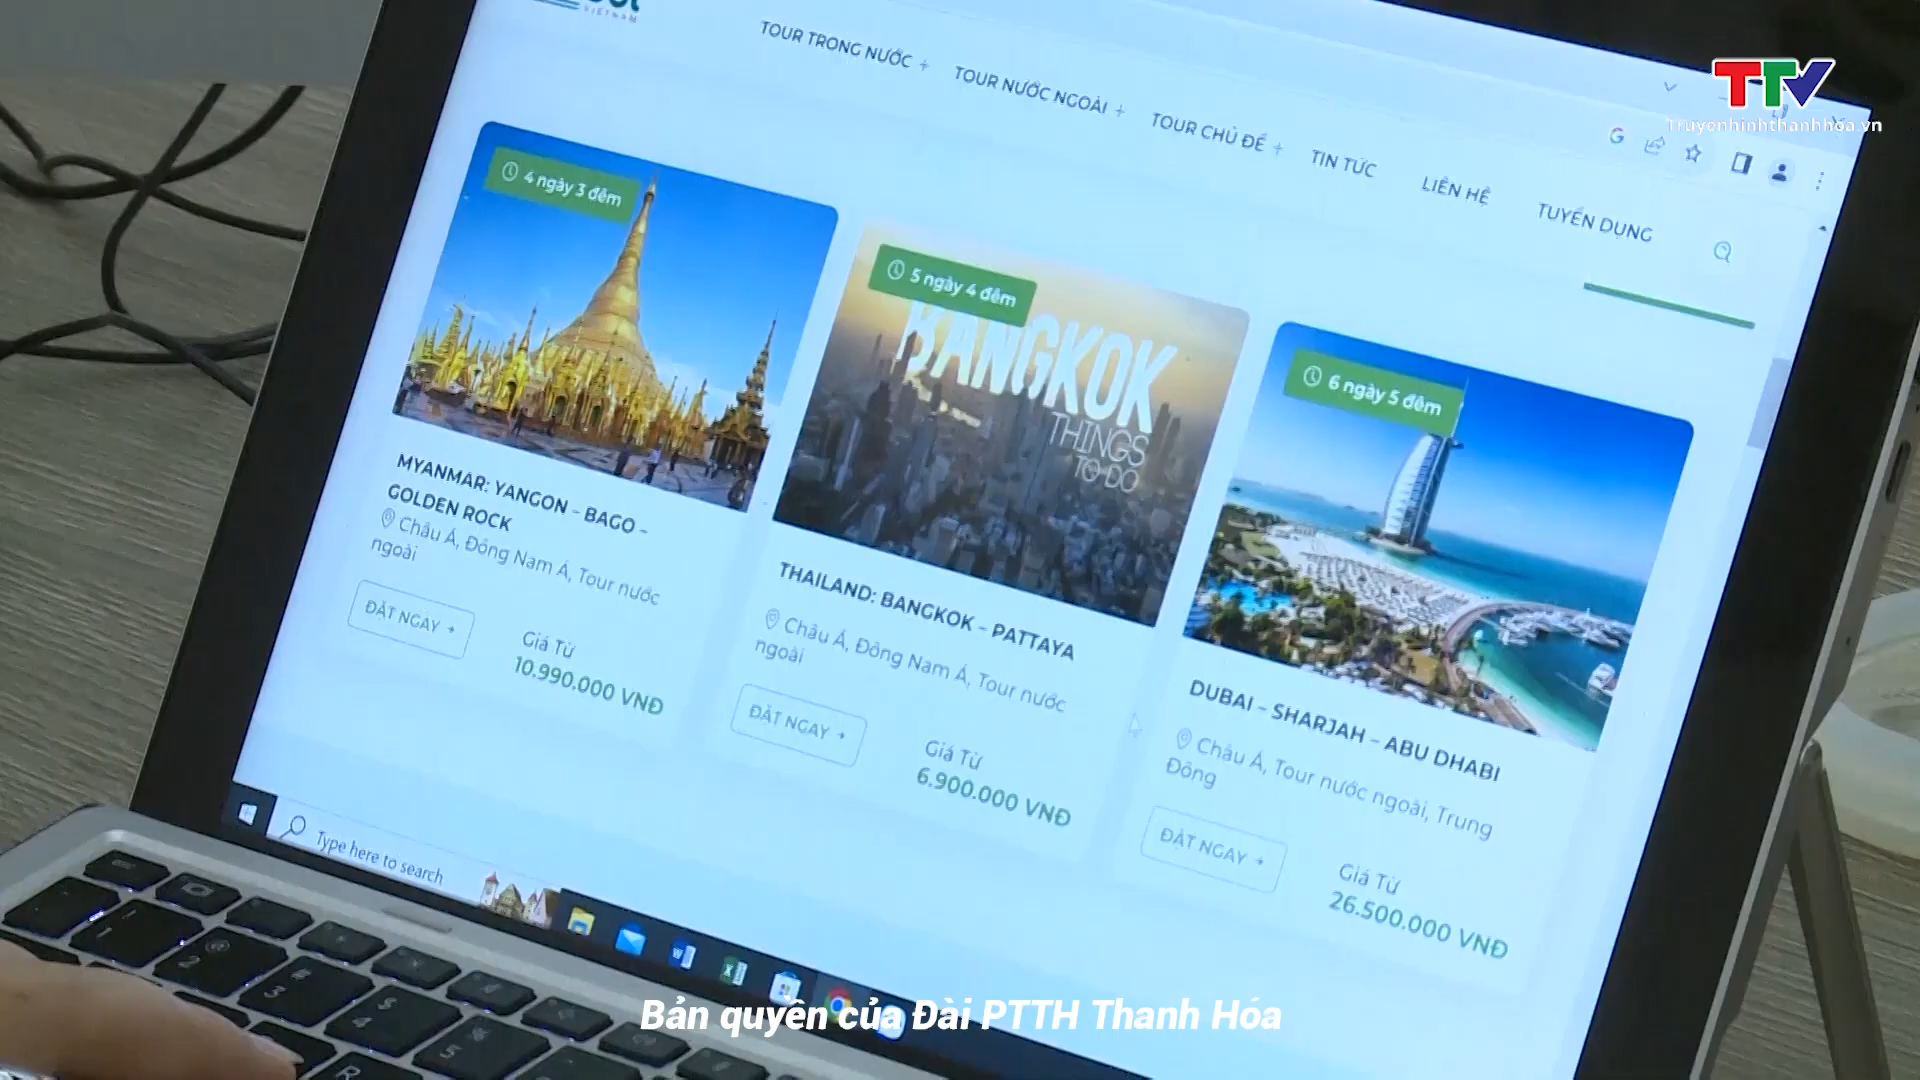 VIETNAM
TOUR TRONG NƯỚC +
TOUR NƯỚC NGOÀI +
TOUR CHỦ ĐỀ +
TIN TỨC
LIÊN HỆ
TUYỂN DỤNG
TTV
Truyenhinhthanhhoa.vn
4 ngày 3 đêm
MYANMAR: YANGON – BAGO –
GOLDEN ROCK
Châu Á, Đông Nam Á, Tour nước
ngoài
ĐẶT NGAY →
Giá Từ
10.990.000 VNĐ
5 ngày 4 đêm
BANGKOK
THINGS
TO DO
THAILAND: BANGKOK – PATTAYA
Châu Á, Đông Nam Á, Tour nước
ngoài
ĐẶT NGAY →
Giá Từ
6.900.000 VNĐ
6 ngày 5 đêm
DUBAI – SHARJAH – ABU DHABI
Châu Á, Tour nước ngoài, Trung
Đông
ĐẶT NGAY →
Giá Từ
26.500.000 VNĐ
Type here to search
Bản quyền của Đài PTTH Thanh Hóa